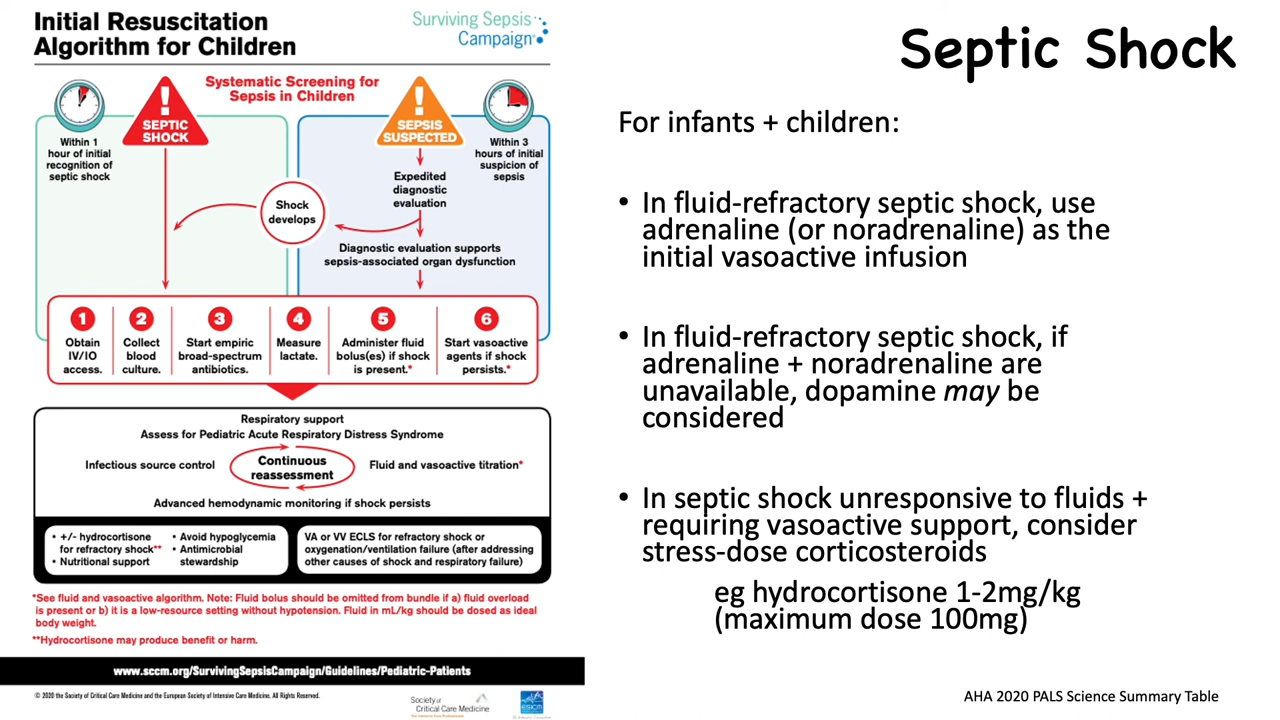 Initial Resuscitation
Algorithm for Children
Surviving Sepsis
Campaign®
Systematic Screening for
Sepsis in Children
Within 1
hour of initial
recognition of
septic shock
!
SEPTIC
SHOCK
!
SEPSIS
SUSPECTED
Within 3
hours of initial
suspicion of
sepsis
Expedited
diagnostic
evaluation
Shock
develops
Diagnostic evaluation supports
sepsis-associated organ dysfunction
1
Obtain
IV/IO
access.
2
Collect
blood
culture.
3
Start empiric
broad-spectrum
antibiotics.
4
Measure
lactate.
5
Administer fluid
bolus(es) if shock
is present.*
6
Start vasoactive
agents if shock
persists.*
Respiratory support
Assess for Pediatric Acute Respiratory Distress Syndrome
Infectious source control
Continuous
reassessment
Fluid and vasoactive titration*
Advanced hemodynamic monitoring if shock persists
• +/- hydrocortisone
for refractory shock**
• Nutritional support
• Avoid hypoglycemia
• Antimicrobial
stewardship
VA or VV ECLS for refractory shock or
oxygenation/ventilation failure (after addressing
other causes of shock and respiratory failure)
*See fluid and vasoactive algorithm. Note: Fluid bolus should be omitted from bundle if a) fluid overload
is present or b) it is a low-resource setting without hypotension. Fluid in mL/kg should be dosed as ideal
body weight.
**Hydrocortisone may produce benefit or harm.
www.sccm.org/SurvivingSepsisCampaign/Guidelines/Pediatric-Patients
© 2020 the Society of Critical Care Medicine and the European Society of Intensive Care Medicine. All Rights Reserved.
Society of
Critical Care Medicine
The Intensive Care Professionals
ESICM
Septic Shock
For infants + children:
• In fluid-refractory septic shock, use
adrenaline (or noradrenaline) as the
initial vasoactive infusion
• In fluid-refractory septic shock, if
adrenaline + noradrenaline are
unavailable, dopamine may be
considered
• In septic shock unresponsive to fluids +
requiring vasoactive support, consider
stress-dose corticosteroids
eg hydrocortisone 1-2mg/kg
(maximum dose 100mg)
AHA 2020 PALS Science Summary Table